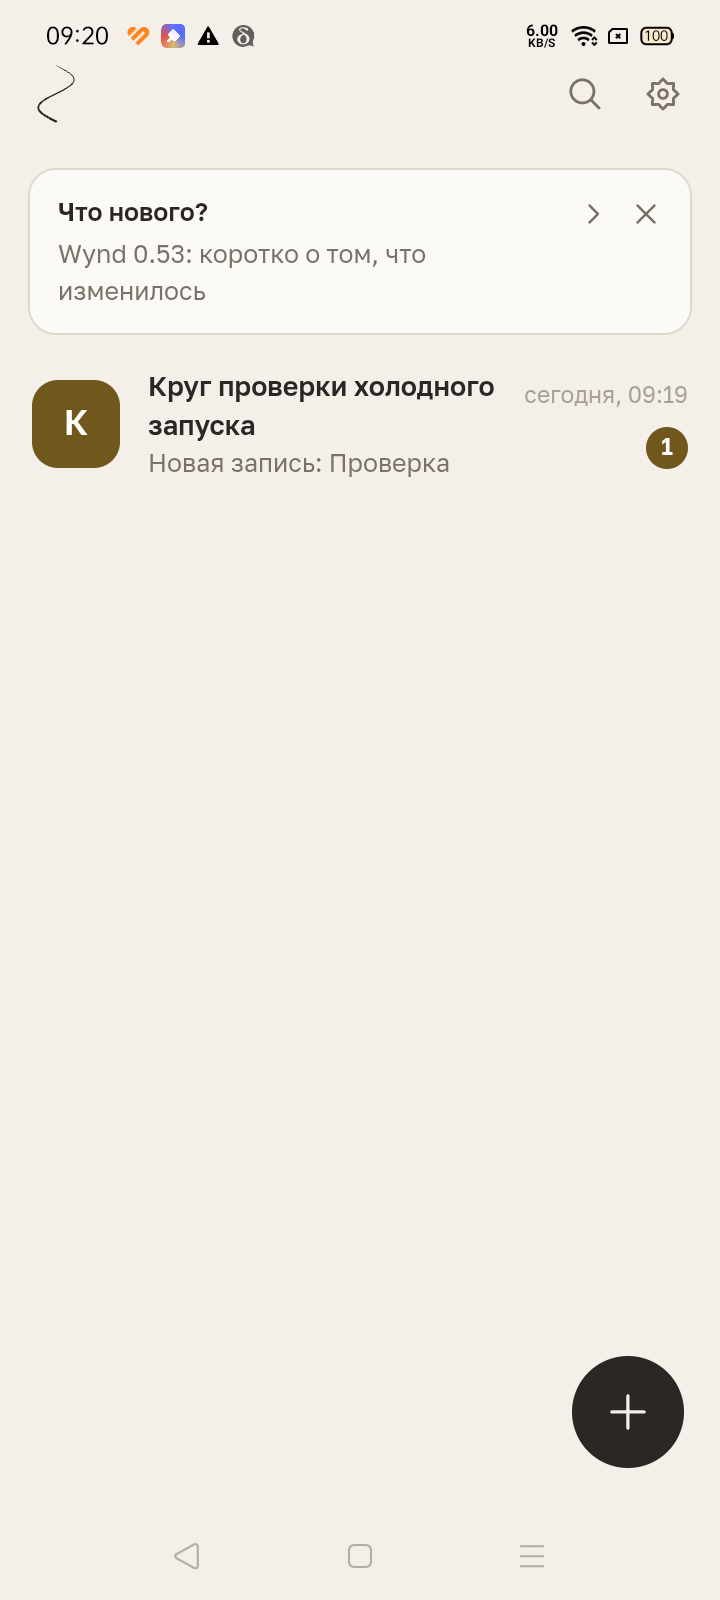 09:20
6.00
KB/S
100
Что нового?
Wynd 0.53: коротко о том, что
изменилось
К
Круг проверки холодного
запуска
сегодня, 09:19
Новая запись: Проверка
1